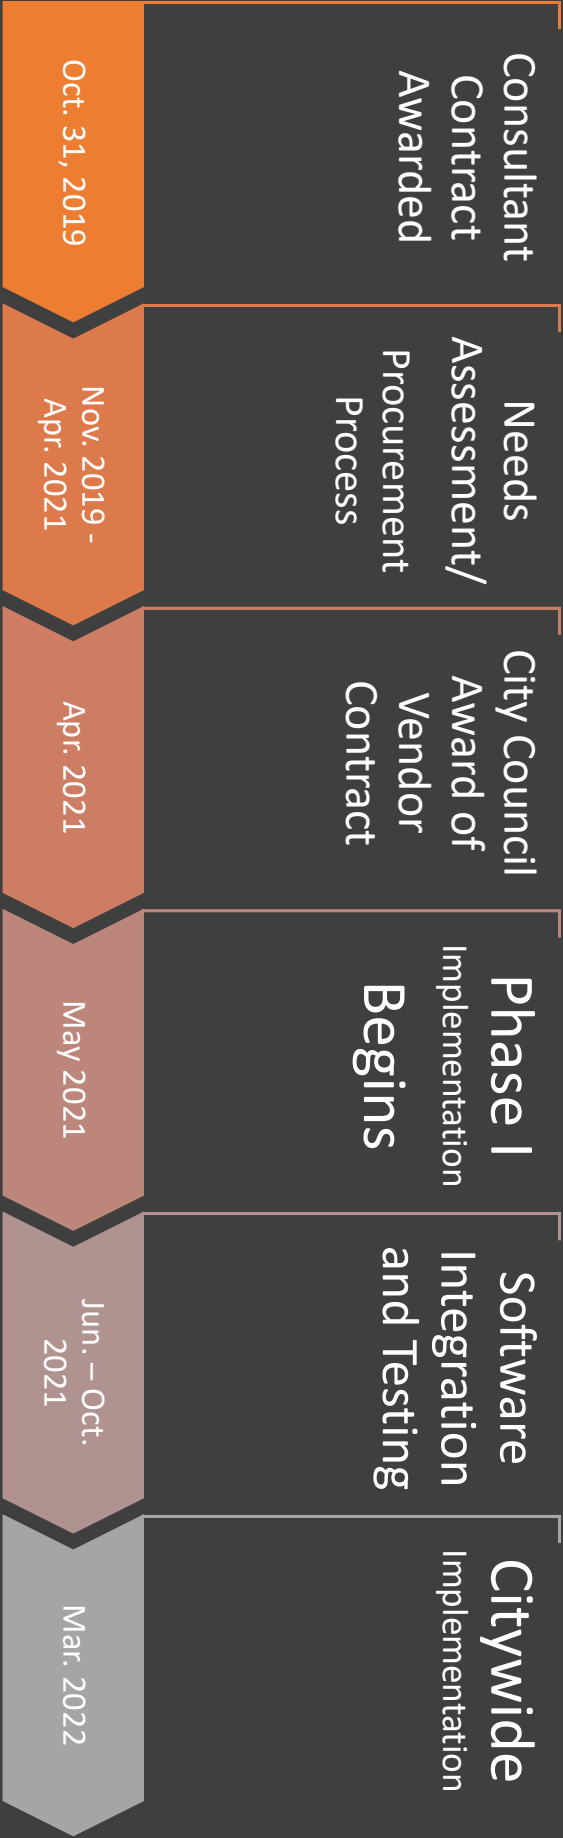 Consultant
Contract
Awarded
Oct. 31, 2019
Needs
Assessment/
Procurement
Process
Nov. 2019 -
Apr. 2021
City Council
Award of
Vendor
Contract
Apr. 2021
Phase I
Implementation
Begins
May 2021
Software
Integration
and Testing
Jun. – Oct.
2021
Citywide
Implementation
Mar. 2022